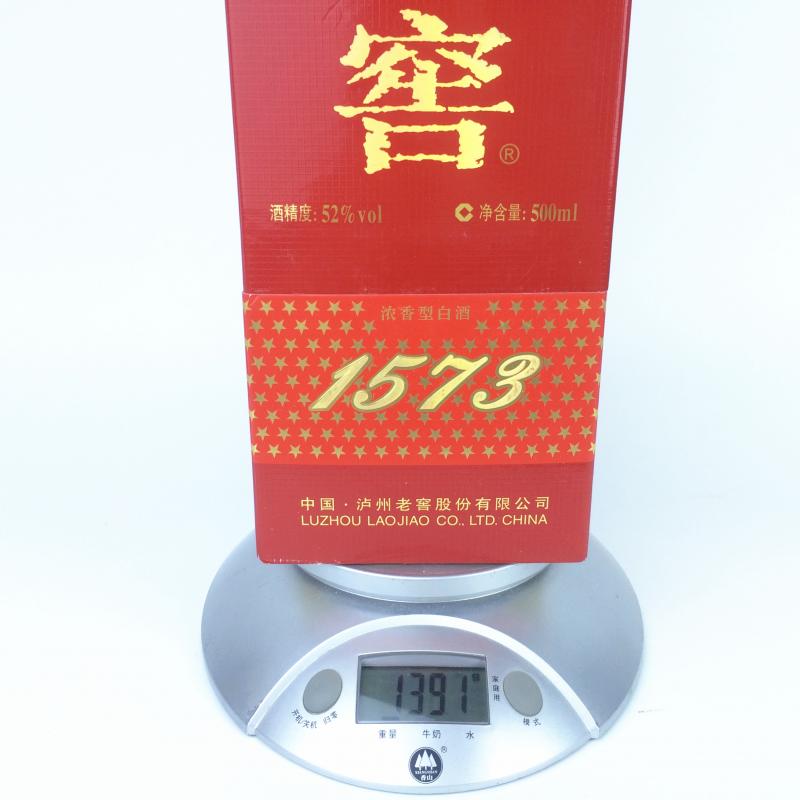 窖®
酒精度: 52%vol
净含量: 500ml
浓香型白酒
1573
中国·泸州老窖股份有限公司
LUZHOU LAOJIAO CO., LTD. CHINA
1391
家庭用
开机/关机 归零
模式
重量 牛奶 水
®
XIANGSHAN
香山